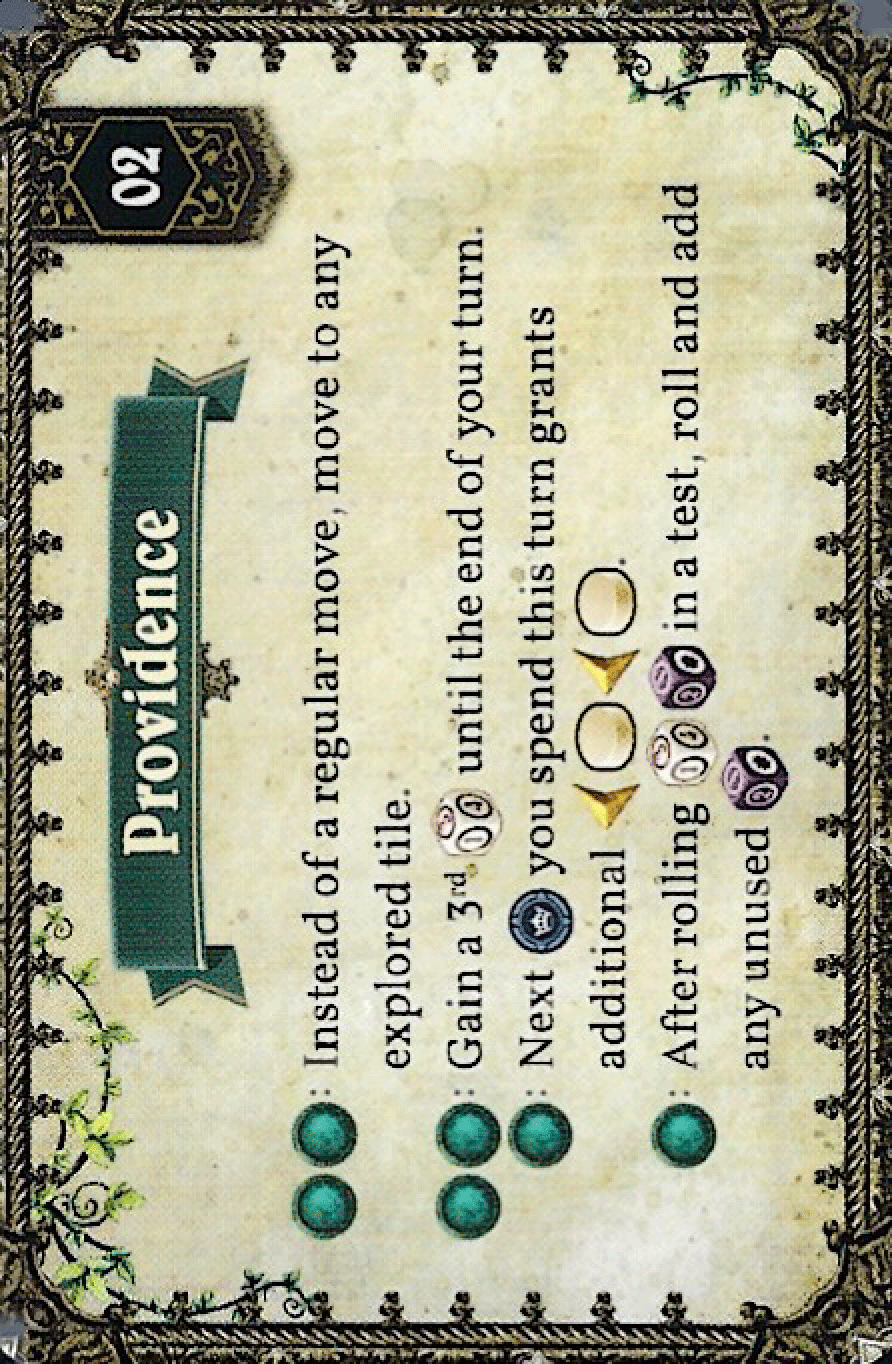 02
Providence
: Instead of a regular move, move to any
explored tile.
: Gain a 3rd until the end of your turn.
: Next you spend this turn grants
additional .
: After rolling in a test, roll and add
any unused .